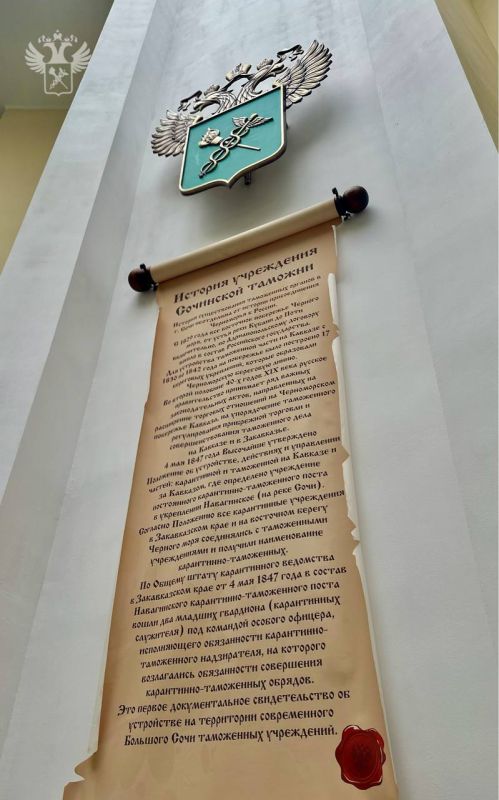 История учреждения
Сочинской таможни
История существования таможенных органов в
г. Сочи неотделима от истории присоединения
Черноморья к России.
В 1829 году все восточное побережье Черного
моря, от устья реки Кубани до Поти
включительно, по Адрианопольскому договору
вошло в состав Российского государства.
Для устройства таможенной части на Кавказе с
1830 по 1842 года на побережье было построено 17
береговых укреплений, которые образовали
Черноморскую береговую линию.
Во второй половине 40-х годов XIX века русское
правительство принимает ряд важных
законодательных актов, направленных на
расширение торговых отношений на Черноморском
побережье Кавказа, на упорядочение таможенного
регулирования прибрежной торговли и
совершенствования таможенного дела
на Кавказе и в Закавказье.
4 мая 1847 года Высочайше утверждено
Положение об устройстве, действиях и управлении
частей: карантинной и таможенной на Кавказе и
за Кавказом, где определено учреждение
постоянного карантинно-таможенного поста
в укреплении Навагинское (на реке Сочи).
Согласно Положению все карантинные учреждения
в Закавказском крае и на восточном берегу
Черного моря соединялись с таможенными
учреждениями и получили наименование
карантинно-таможенных.
По Общему штату карантинного ведомства
в Закавказском крае от 4 мая 1847 года в состав
Навагинского карантинно-таможенного поста
вошли два младших гвардиона (карантинных
служителя) под командой особого офицера,
исполняющего обязанности карантинно-
таможенного надзирателя, на которого
возлагались обязанности совершения
карантинно-таможенных обрядов.
Это первое документальное свидетельство об
устройстве на территории современного
Большого Сочи таможенных учреждений.